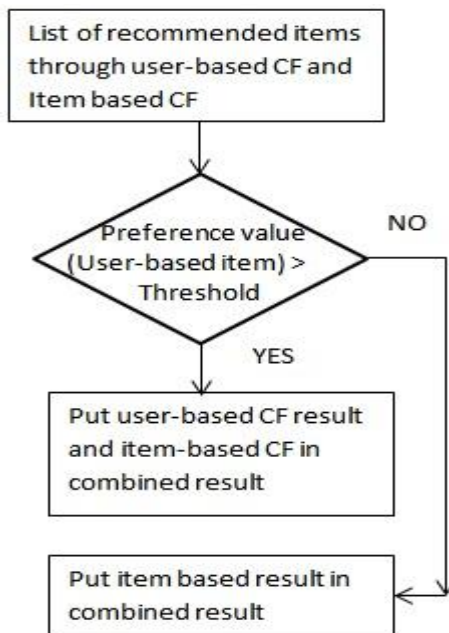 List of recommended items
through user-based CF and
Item based CF
Preference value
(User-based item) >
Threshold
NO
YES
Put user-based CF result
and item-based CF in
combined result
Put item based result in
combined result